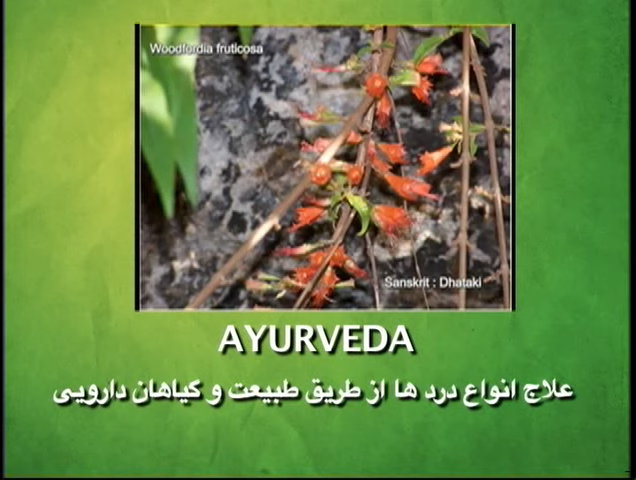 Woodfordia fruticosa
Sanskrit : Dhataki
AYURVEDA
علاج انواع درد ها از طریق طبیعت و گیاهان دارویی